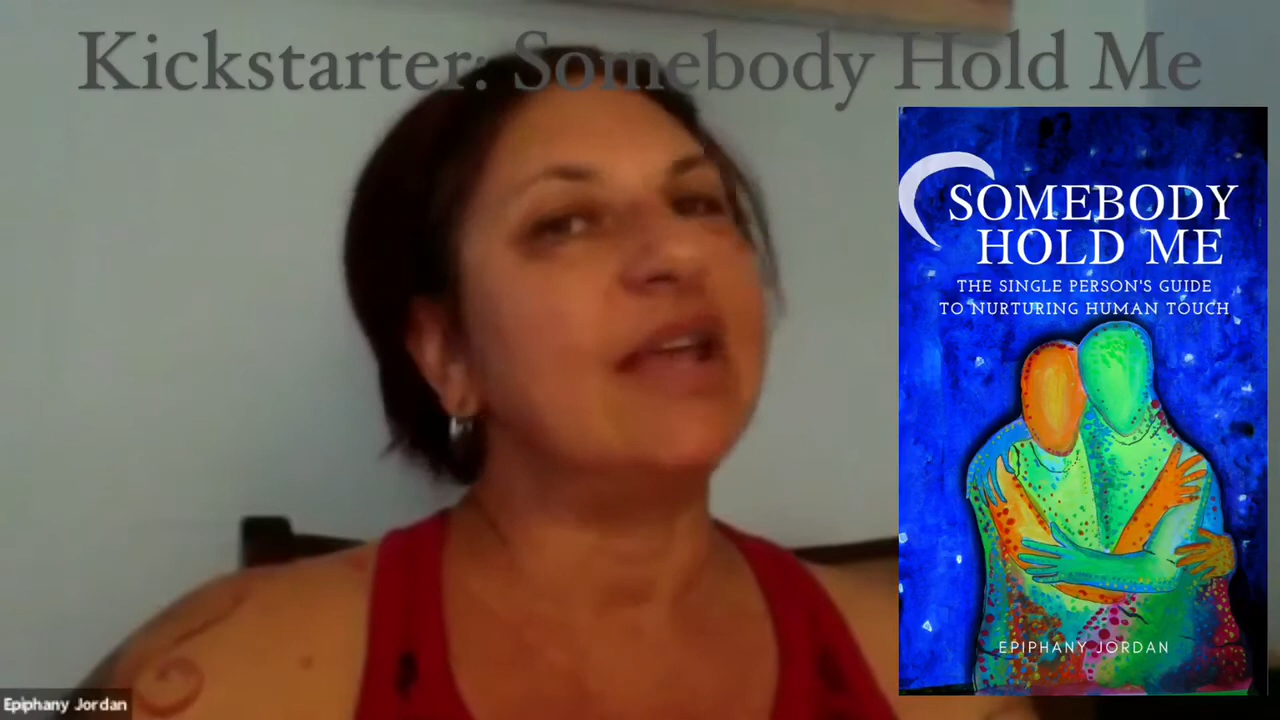 Kickstarter: Somebody Hold Me
SOMEBODY
HOLD ME
THE SINGLE PERSON'S GUIDE
TO NURTURING HUMAN TOUCH
EPIPHANY JORDAN
Epiphany Jordan